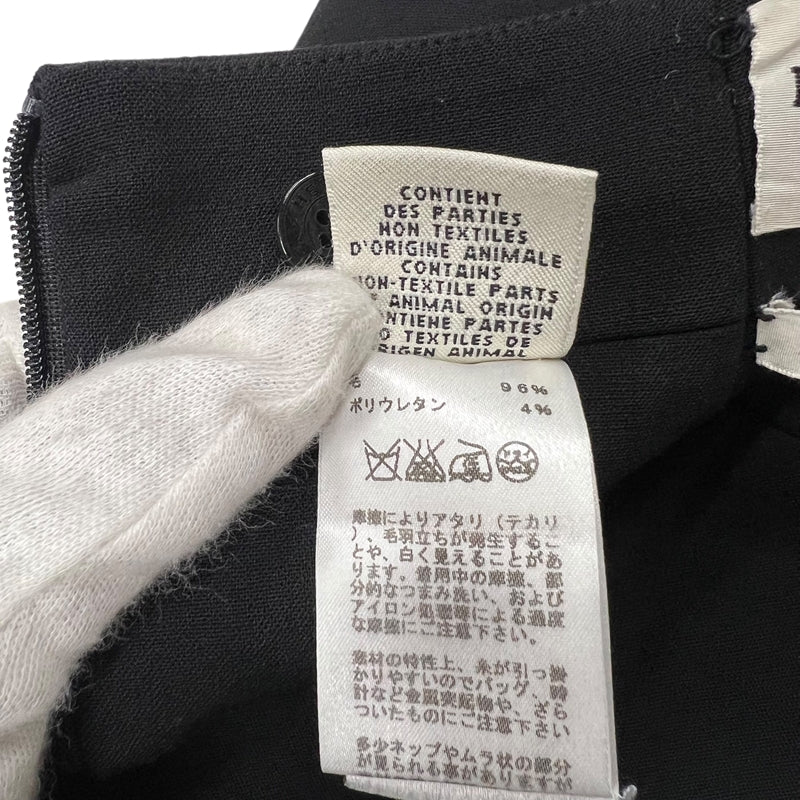 CONTIENT
DES PARTIES
NON TEXTILES
D'ORIGINE ANIMALE
CONTAINS
NON-TEXTILE PARTS
ANIMAL ORIGIN
PARTES
TEXTILES DE
ANIMAL
毛 96%
ポリウレタン 4%
ドライ
摩擦によりアタリ(テカリ
)、毛羽立ちが発生するこ
とや、白く見えることがあ
ります。着用中の摩擦、部
分的なつまみ洗い、および
アイロン処理等による過度
な摩擦にご注意下さい。
素材の特性上、糸が引っ掛
かりやすいのでバッグ、時
計など金属突起物や、ざら
ついたものにご注意下さい
多少ネップやムラ状の部分
が見られる事がありますが